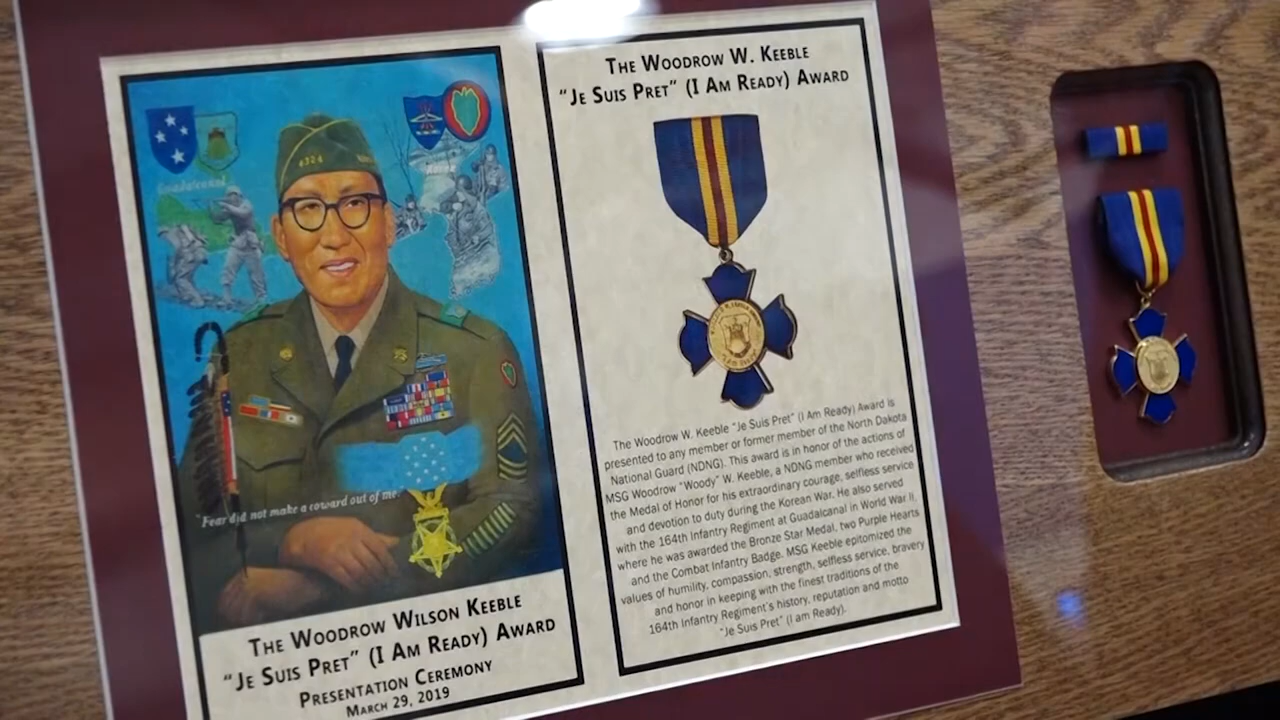 Guadalcanal
Korea
4324
"Fear did not make a coward out of me."
The Woodrow Wilson Keeble
"Je Suis Pret" (I Am Ready) Award
Presentation Ceremony
March 29, 2019
The Woodrow W. Keeble
"Je Suis Pret" (I Am Ready) Award
The Woodrow W. Keeble "Je Suis Pret" (I Am Ready) Award is
presented to any member or former member of the North Dakota
National Guard (NDNG). This award is in honor of the actions of
MSG Woodrow "Woody" W. Keeble, a NDNG member who received
the Medal of Honor for his extraordinary courage, selfless service
and devotion to duty during the Korean War. He also served
with the 164th Infantry Regiment at Guadalcanal in World War II,
where he was awarded the Bronze Star Medal, two Purple Hearts
and the Combat Infantry Badge. MSG Keeble epitomized the
values of humility, compassion, strength, selfless service, bravery
and honor in keeping with the finest traditions of the
164th Infantry Regiment's history, reputation and motto
"Je Suis Pret" (I am Ready).